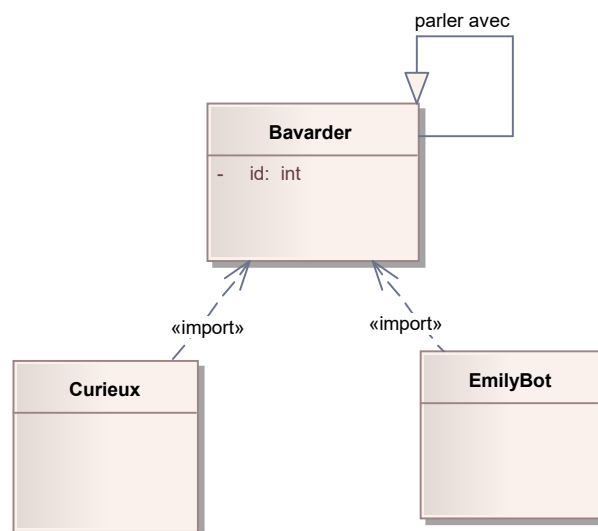 parler avec
Bavarder
- id: int
«import»
«import»
Curieux
EmilyBot